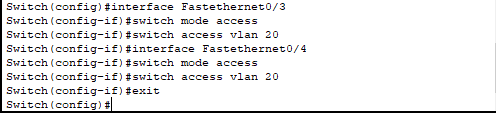 Switch(config)#interface Fastethernet0/3
Switch(config-if)#switch mode access
Switch(config-if)#switch access vlan 20
Switch(config-if)#interface Fastethernet0/4
Switch(config-if)#switch mode access
Switch(config-if)#switch access vlan 20
Switch(config-if)#exit
Switch(config)#